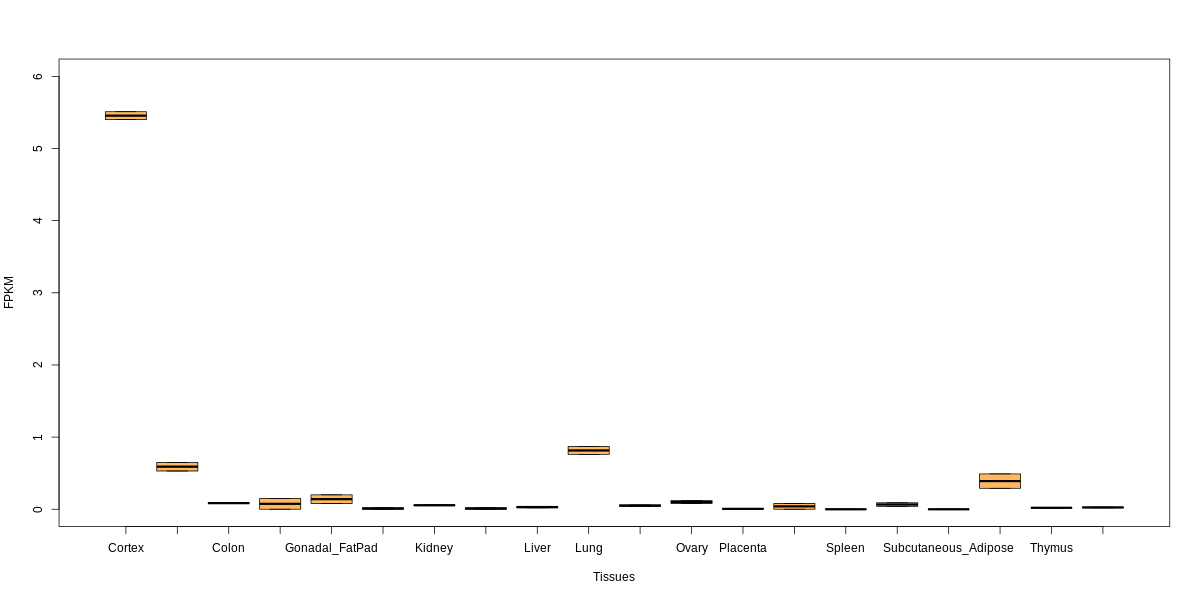 6
5
4
3
2
1
0
FPKM
Cortex Colon Gonadal_FatPad Kidney Liver Lung Ovary Placenta Spleen Subcutaneous_Adipose Thymus
Tissues